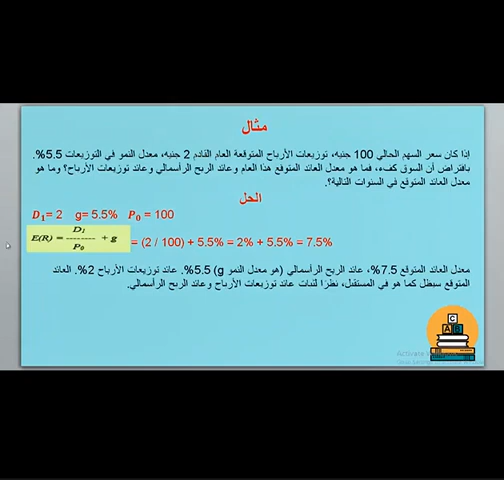 مثال
إذا كان سعر السهم الحالي 100 جنيه، توزيعات الأرباح المتوقعة العام القادم 2 جنيه، معدل النمو في التوزيعات 5.5%.
بافتراض أن السوق كفء، فما هو معدل العائد المتوقع هذا العام وعائد الربح الرأسمالي وعائد توزيعات الأرباح؟ وما هو
معدل العائد المتوقع في السنوات التالية؟.
الحل
D₁= 2 g= 5.5% P₀ = 100
E(R) = D₁ / P₀ + g = (2 / 100) + 5.5% = 2% + 5.5% = 7.5%
معدل العائد المتوقع 7.5%، عائد الربح الرأسمالي (هو معدل النمو g) 5.5%. عائد توزيعات الأرباح 2%. العائد
المتوقع سيظل كما هو في المستقبل، نظرًا لثبات عائد توزيعات الأرباح وعائد الربح الرأسمالي.
C
A B
Activate